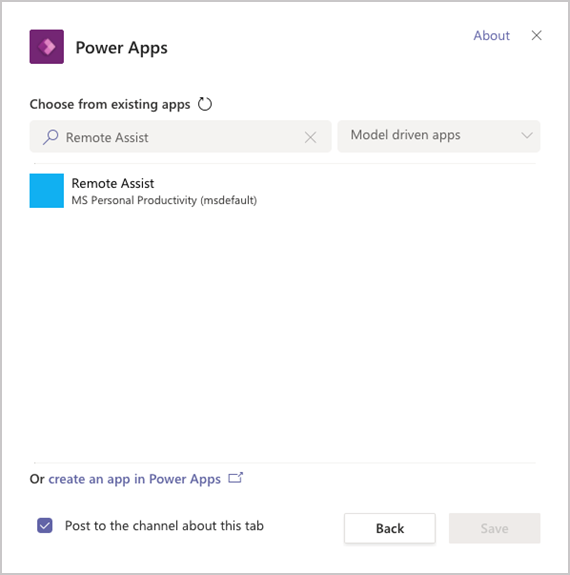 Power Apps
About
Choose from existing apps
Remote Assist
Model driven apps
Remote Assist
MS Personal Productivity (msdefault)
Or create an app in Power Apps
Post to the channel about this tab
Back
Save